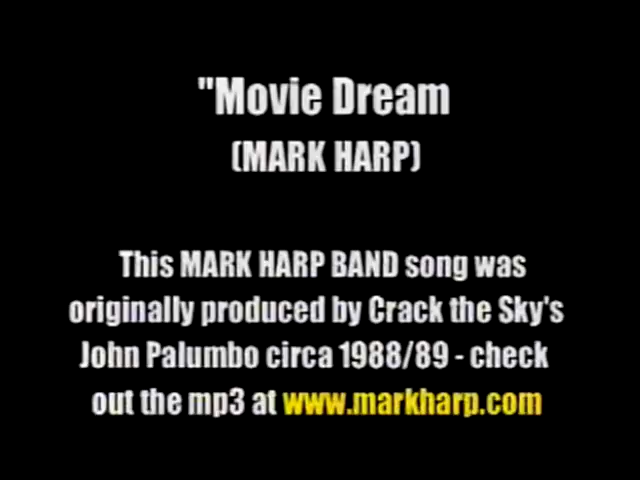 "Movie Dream
(MARK HARP)
This MARK HARP BAND song was
originally produced by Crack the Sky's
John Palumbo circa 1988/89 - check
out the mp3 at www.markharp.com